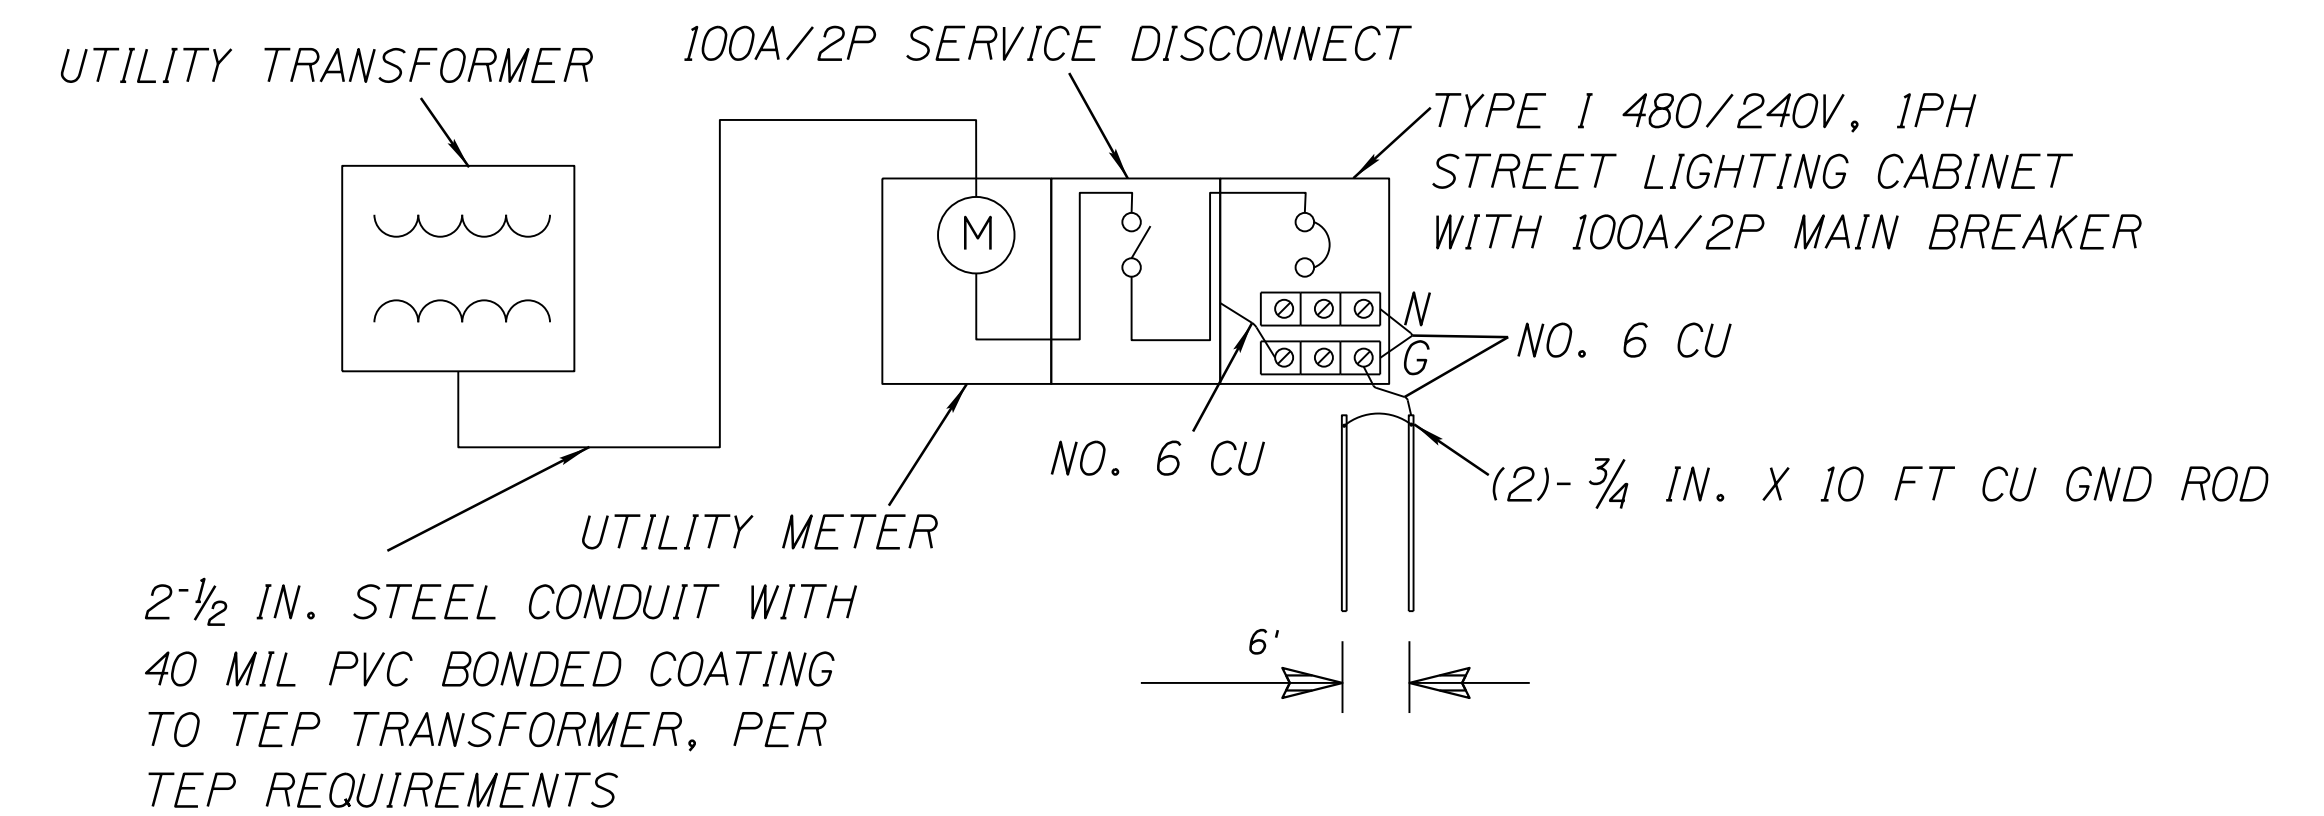 UTILITY TRANSFORMER
100A/2P SERVICE DISCONNECT
TYPE I 480/240V, 1PH
STREET LIGHTING CABINET
WITH 100A/2P MAIN BREAKER
M
N
G
NO. 6 CU
NO. 6 CU
(2)-¾ IN. X 10 FT CU GND ROD
UTILITY METER
2-½ IN. STEEL CONDUIT WITH
40 MIL PVC BONDED COATING
TO TEP TRANSFORMER, PER
TEP REQUIREMENTS
6'